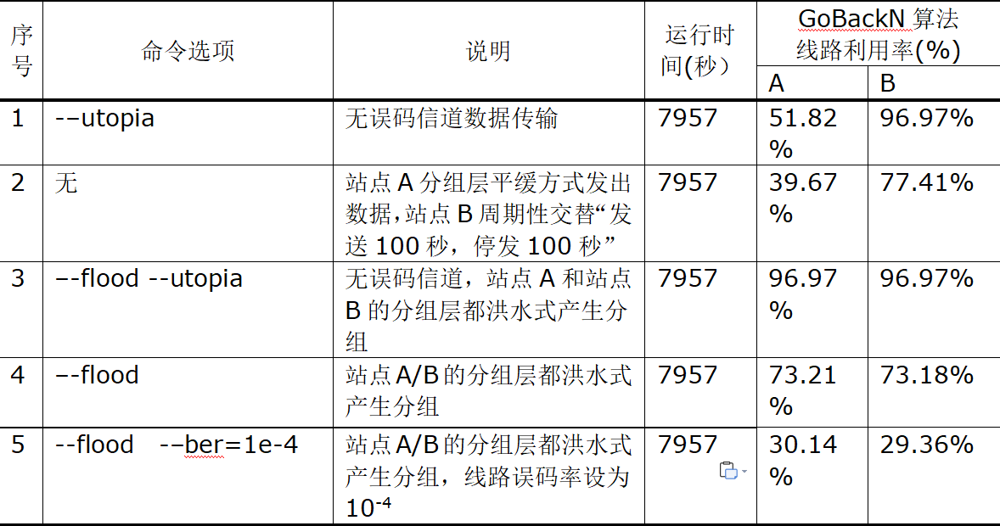 序号
命令选项
说明
运行时间(秒）
GoBackN 算法
线路利用率(%)
A
B
1
-–utopia
无误码信道数据传输
7957
51.82
%
96.97%
2
无
站点 A 分组层平缓方式发出
数据，站点 B 周期性交替“发
送 100 秒，停发 100 秒”
7957
39.67
%
77.41%
3
–-flood --utopia
无误码信道，站点 A 和站点
B 的分组层都洪水式产生分
组
7957
96.97
%
96.97%
4
–-flood
站点 A/B 的分组层都洪水式
产生分组
7957
73.21
%
73.18%
5
--flood -–ber=1e-4
站点 A/B 的分组层都洪水式
产生分组，线路误码率设为
10-4
7957
30.14
%
29.36%